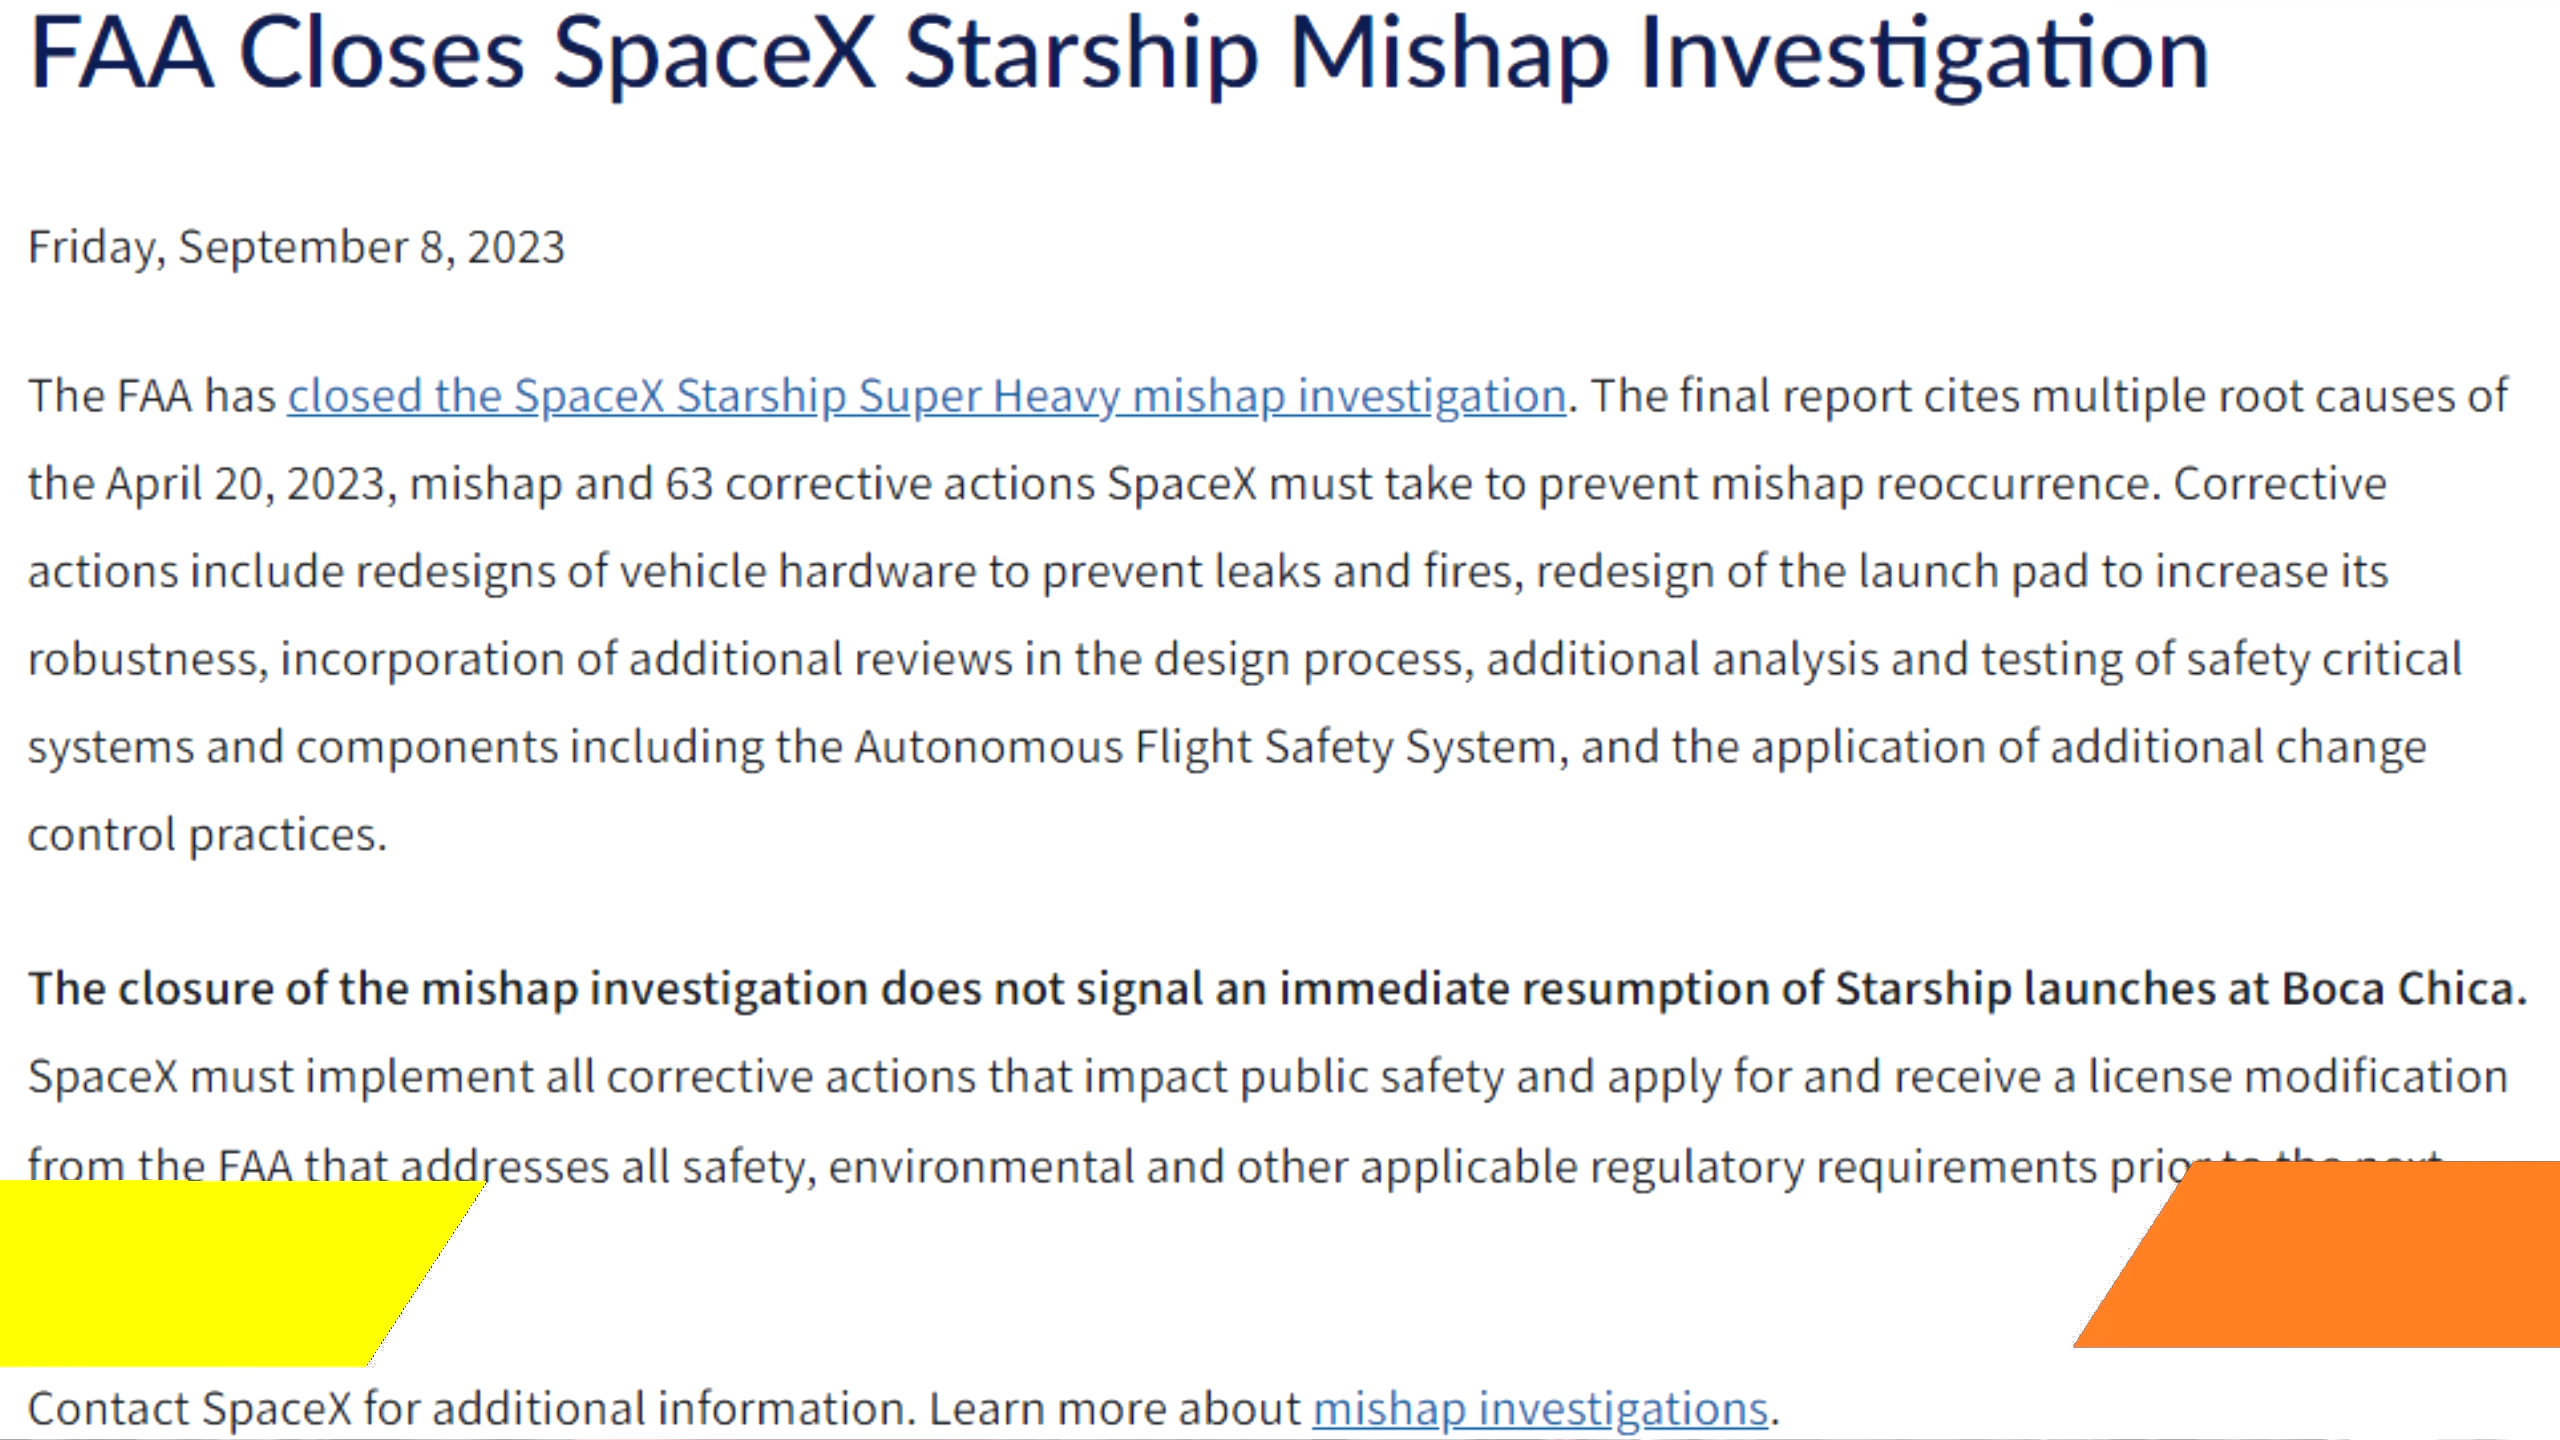 FAA Closes SpaceX Starship Mishap Investigation
Friday, September 8, 2023
The FAA has closed the SpaceX Starship Super Heavy mishap investigation. The final report cites multiple root causes of
the April 20, 2023, mishap and 63 corrective actions SpaceX must take to prevent mishap reoccurrence. Corrective
actions include redesigns of vehicle hardware to prevent leaks and fires, redesign of the launch pad to increase its
robustness, incorporation of additional reviews in the design process, additional analysis and testing of safety critical
systems and components including the Autonomous Flight Safety System, and the application of additional change
control practices.
The closure of the mishap investigation does not signal an immediate resumption of Starship launches at Boca Chica.
SpaceX must implement all corrective actions that impact public safety and apply for and receive a license modification
from the FAA that addresses all safety, environmental and other applicable regulatory requirements prior to the next
Contact SpaceX for additional information. Learn more about mishap investigations.